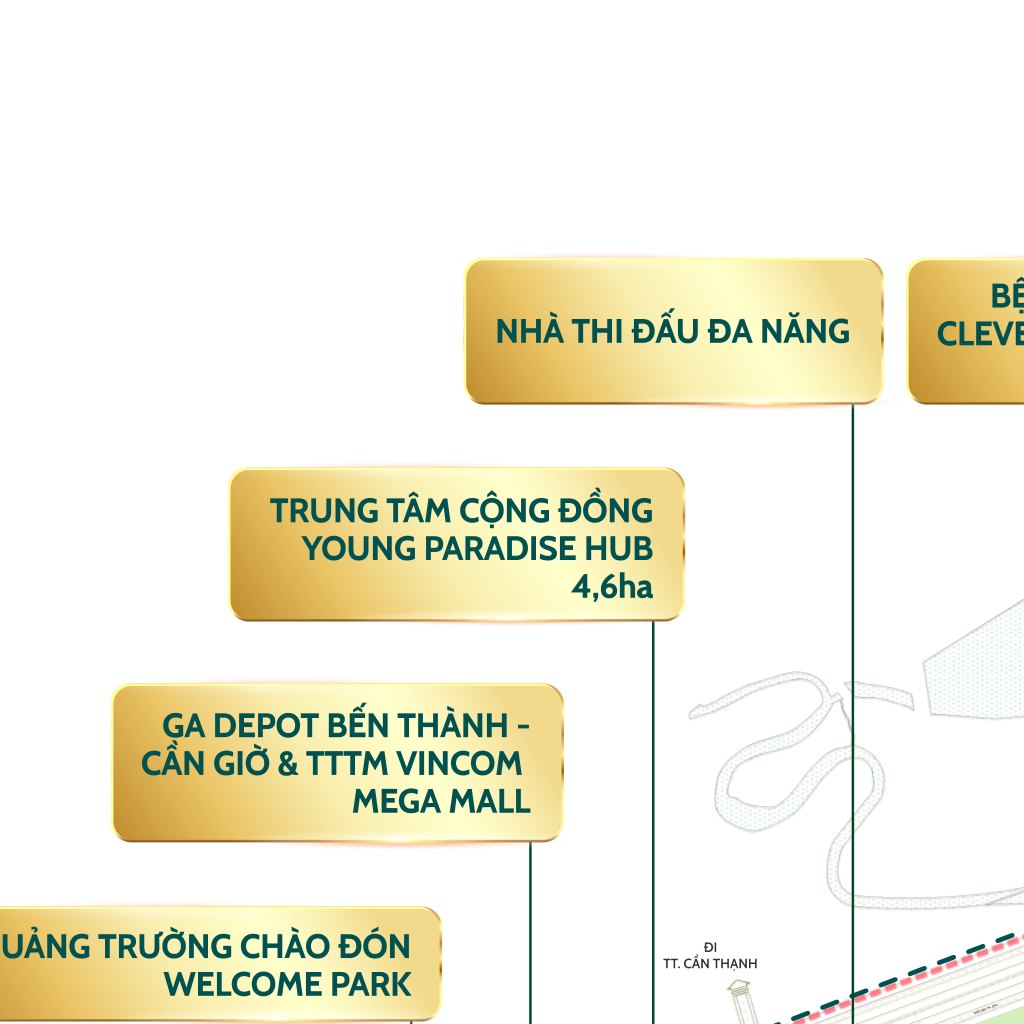 NHÀ THI ĐẤU ĐA NĂNG
TRUNG TÂM CỘNG ĐỒNG
YOUNG PARADISE HUB
4,6ha
GA DEPOT BẾN THÀNH -
CẦN GIỜ & TTTM VINCOM
MEGA MALL
TRƯỜNG CHÀO ĐÓN
WELCOME PARK
ĐI
TT. CẦN THẠNH